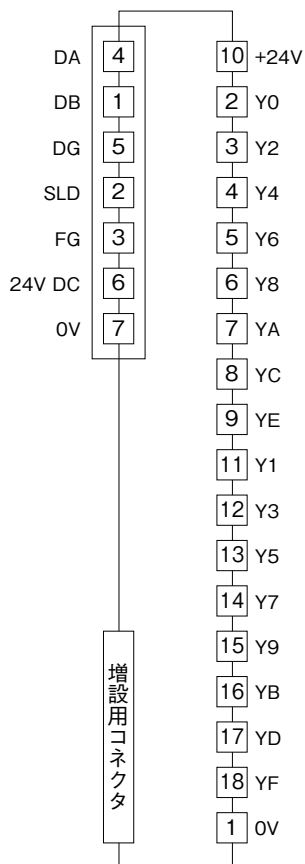 DA 4
DB 1
DG 5
SLD 2
FG 3
24V DC 6
0V 7
増設用コネクタ
10 +24V
2 Y0
3 Y2
4 Y4
5 Y6
6 Y8
7 YA
8 YC
9 YE
11 Y1
12 Y3
13 Y5
14 Y7
15 Y9
16 YB
17 YD
18 YF
1 0V